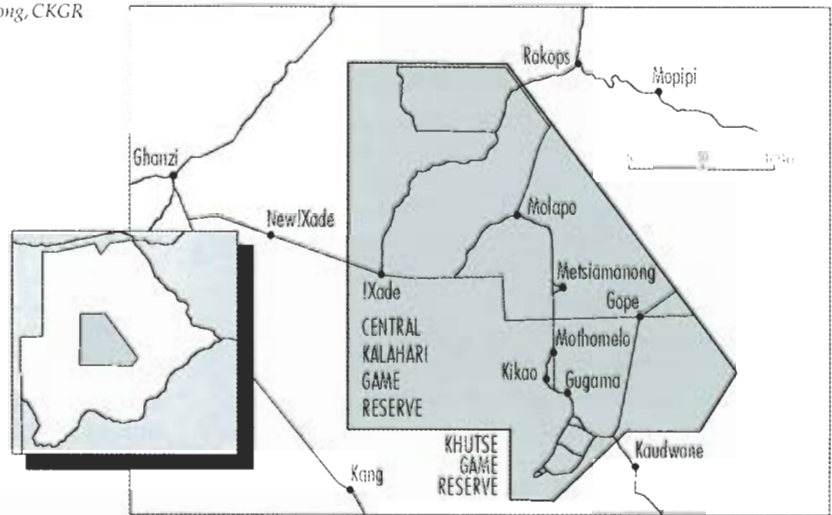 ong, CKGR
Rakops
Mopipi
Ghanzi
50
New!Xade
Molapo
!Xade
Metsiamanong
Gope
CENTRAL
KALAHARI
GAME
RESERVE
Mothomelo
Kikao
Gugama
KHUTSE
GAME
RESERVE
Kaudwane
Kang